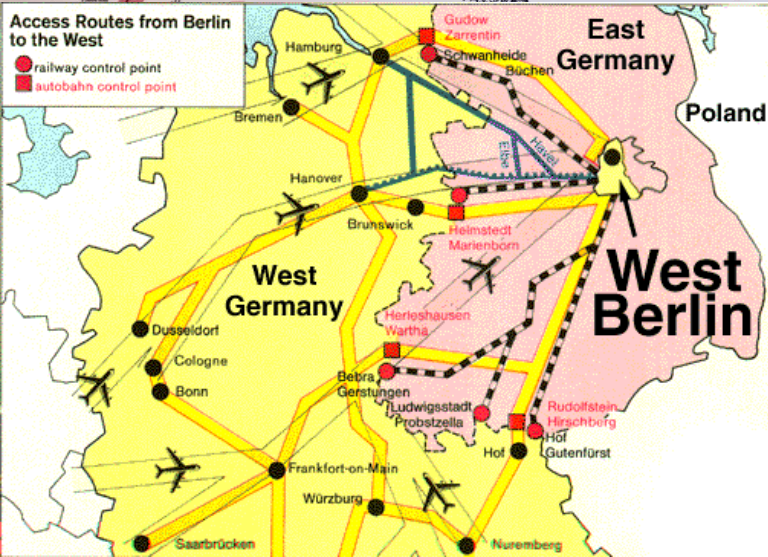 Access Routes from Berlin
to the West
railway control point
autobahn control point
Gudow
Zarrentin
Hamburg
Schwanheide
Büchen
East
Germany
Poland
Bremen
Elbe
Havel
Hanover
Brunswick
Helmstedt
Marienborn
West
Germany
West
Berlin
Herleshausen
Wartha
Dusseldorf
Cologne
Bonn
Bebra
Gerstungen
Ludwigsstadt
Probstzella
Rudolfstein
Hirschberg
Hof
Gutenfürst
Hof
Frankfort-on-Main
Würzburg
Saarbrücken
Nuremberg